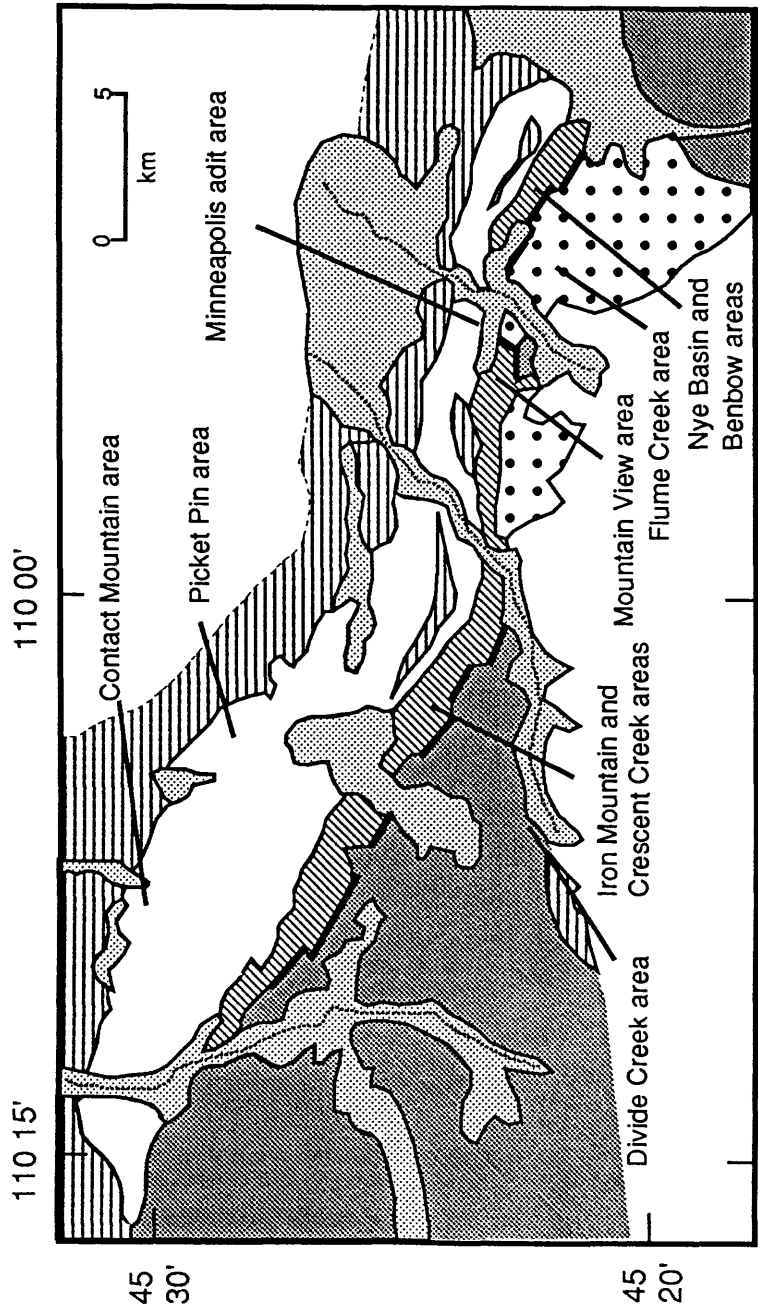 110 15'
110 00'
45
30'
45
20'
Contact Mountain area
Picket Pin area
Minneapolis adit area
0
5
km
Divide Creek area
Iron Mountain and
Crescent Creek areas
Mountain View area
Flume Creek area
Nye Basin and
Benbow areas